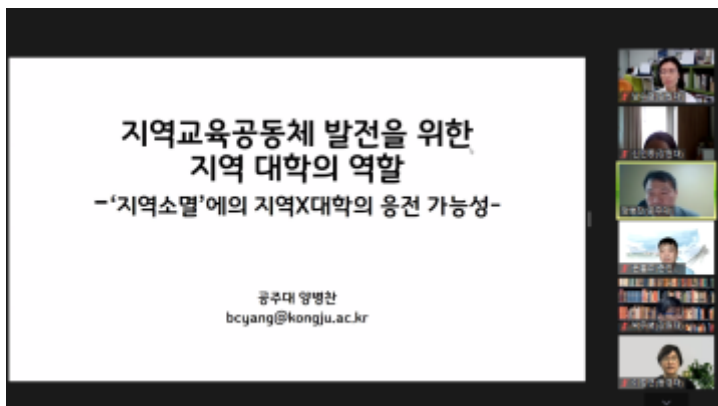 지역교육공동체 발전을 위한
지역 대학의 역할
-‘지역소멸’에의 지역X대학의 응전 가능성-
공주대 양병찬
bcyang@kongju.ac.kr